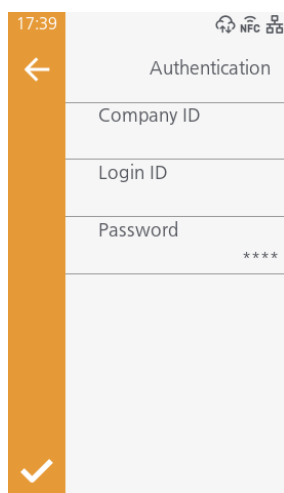 17:39
NFC
Authentication
Company ID
Login ID
Password
****